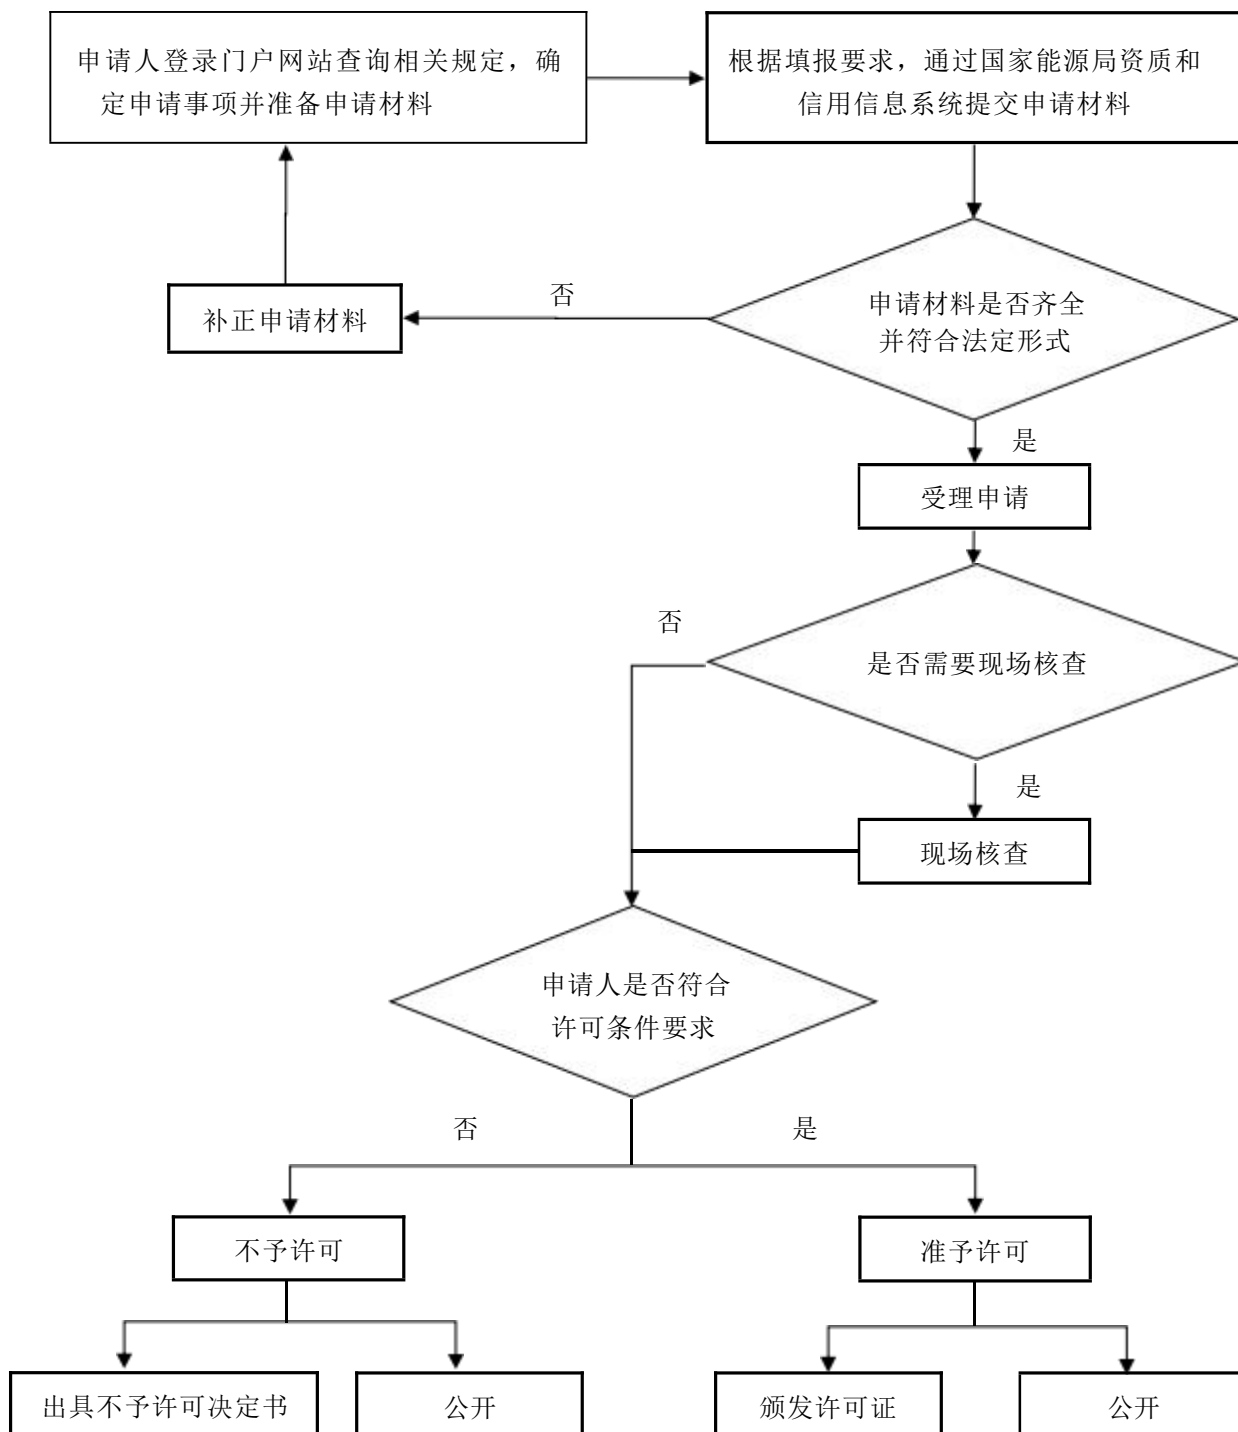 申请人登录门户网站查询相关规定，确
定申请事项并准备申请材料
根据填报要求，通过国家能源局资质和
信用信息系统提交申请材料
否
补正申请材料
申请材料是否齐全
并符合法定形式
是
受理申请
否
是否需要现场核查
是
现场核查
申请人是否符合
许可条件要求
否
是
不予许可
准予许可
出具不予许可决定书
公开
颁发许可证
公开